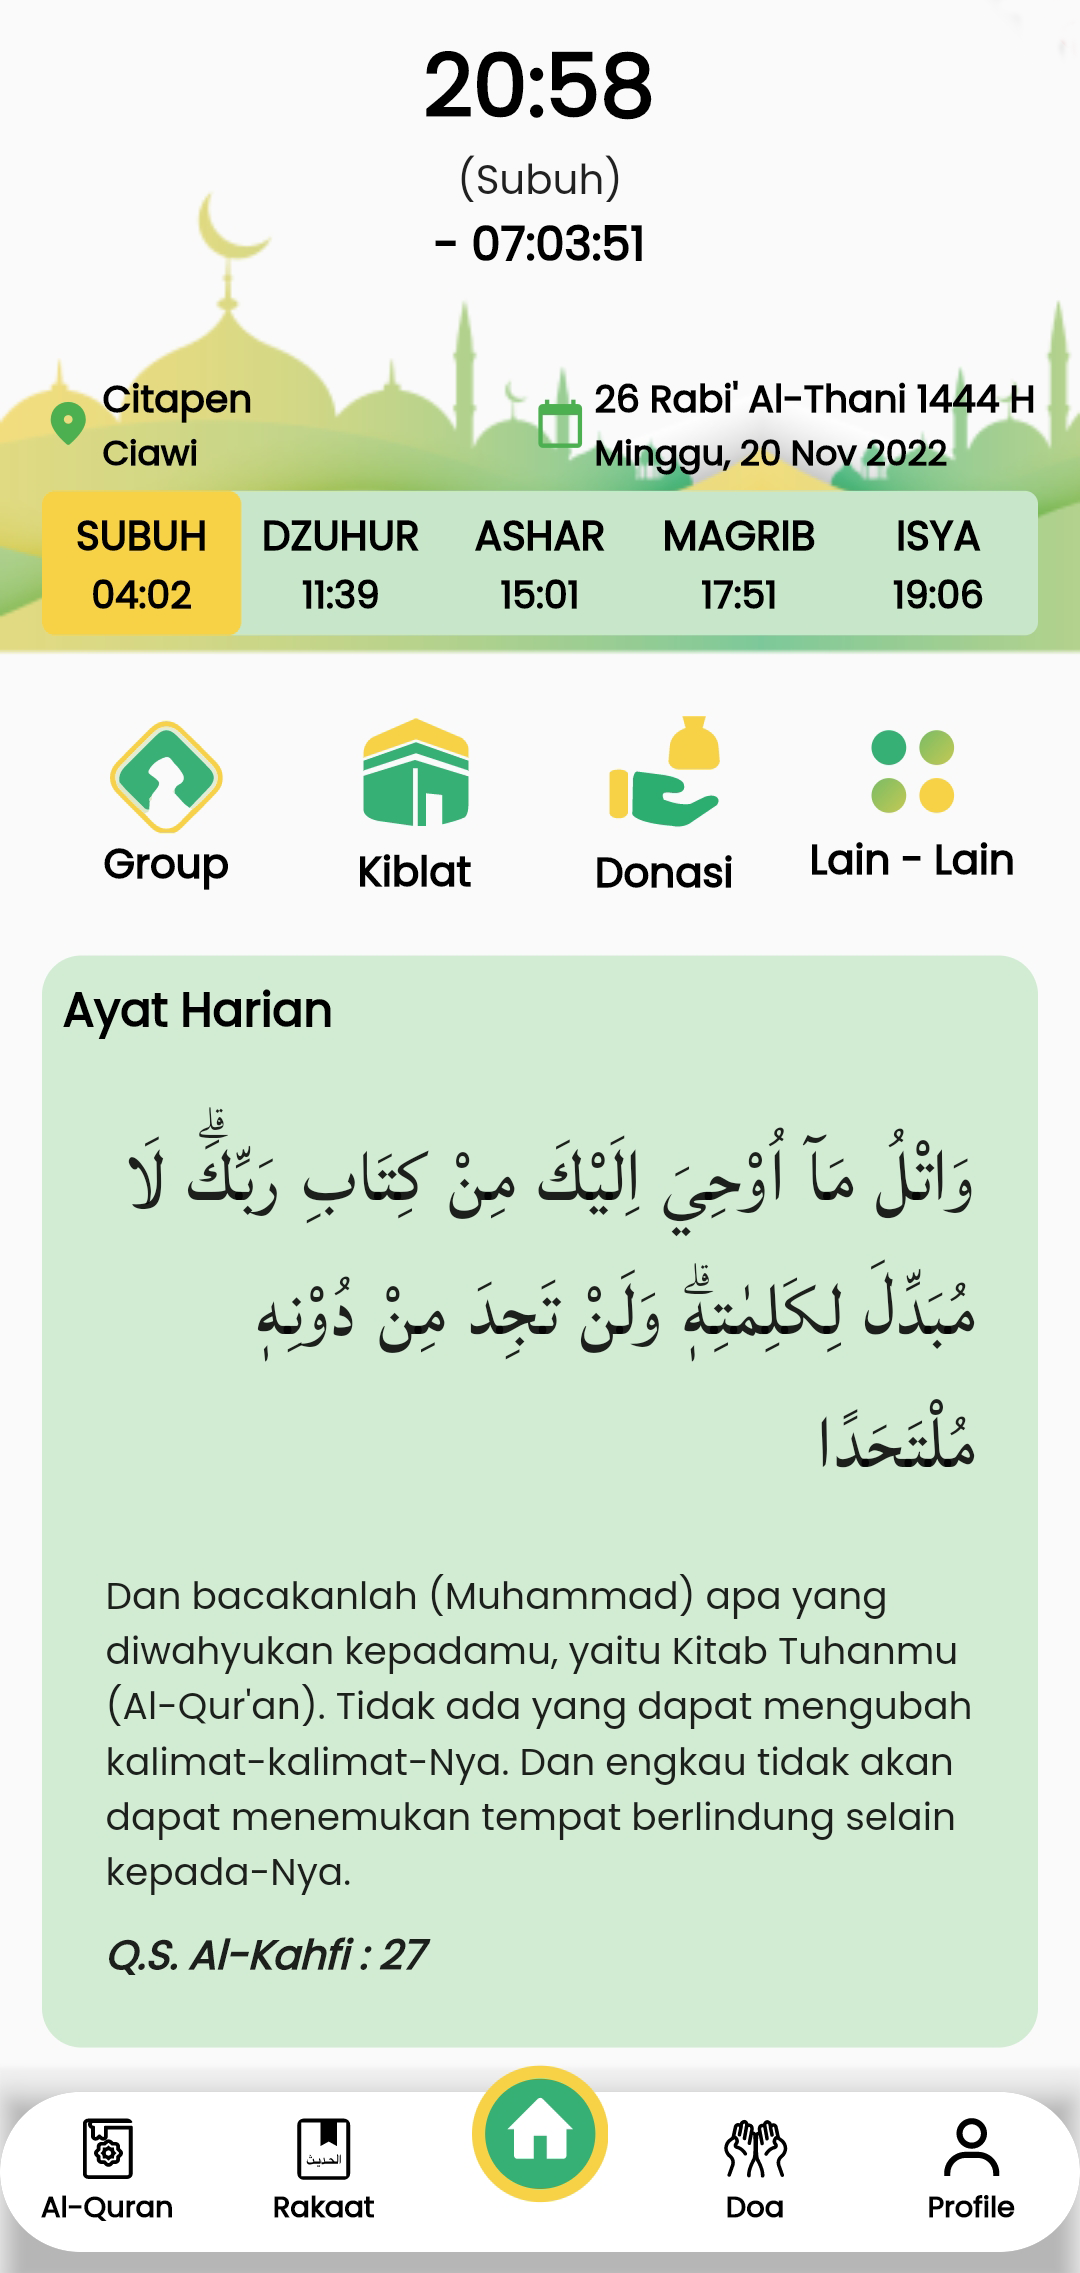 20:58
(Subuh)
- 07:03:51
Citapen
Ciawi
26 Rabi' Al-Thani 1444 H
Minggu, 20 Nov 2022
SUBUH DZUHUR ASHAR MAGRIB ISYA
04:02 11:39 15:01 17:51 19:06
Group Kiblat Donasi Lain - Lain
Ayat Harian
وَاتْلُ مَآ اُوْحِيَ اِلَيْكَ مِنْ كِتَابِ رَبِّكَۗ لَا
مُبَدِّلَ لِكَلِمٰتِهٖۗ وَلَنْ تَجِدَ مِنْ دُوْنِهٖ
مُلْتَحَدًا
Dan bacakanlah (Muhammad) apa yang
diwahyukan kepadamu, yaitu Kitab Tuhanmu
(Al-Qur'an). Tidak ada yang dapat mengubah
kalimat-kalimat-Nya. Dan engkau tidak akan
dapat menemukan tempat berlindung selain
kepada-Nya.
Q.S. Al-Kahfi : 27
الحديث
Al-Quran Rakaat Doa Profile